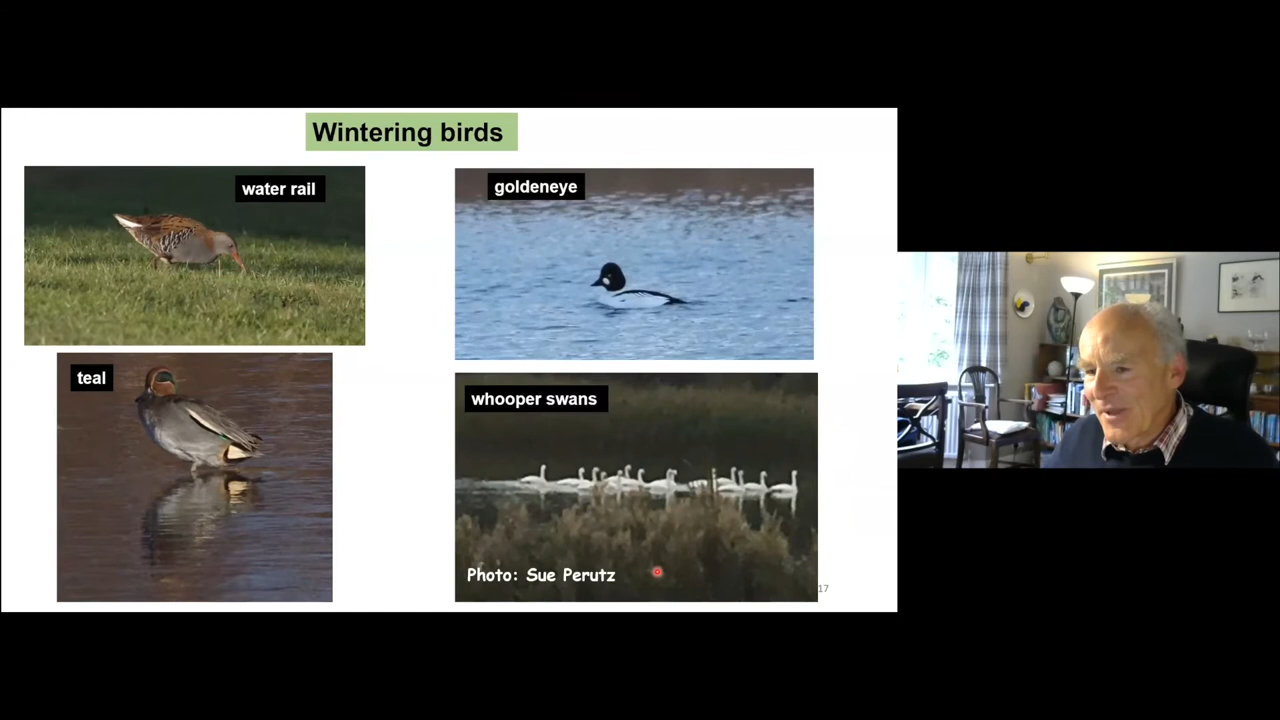 Wintering birds
water rail
goldeneye
teal
whooper swans
Photo: Sue Perutz
17